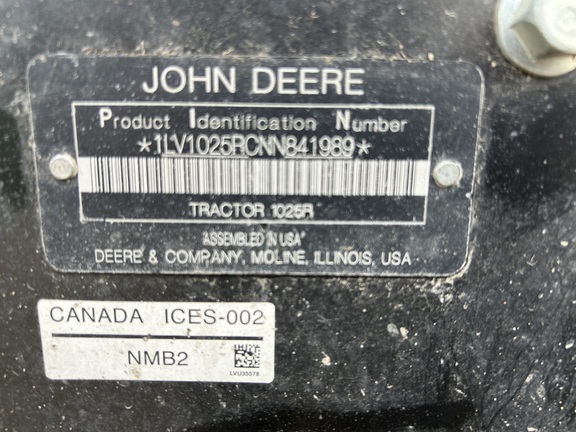 JOHN DEERE
Product Identification Number
*1LV1025RCNN841989*
TRACTOR 1025R
ASSEMBLED IN USA
DEERE & COMPANY, MOLINE, ILLINOIS, USA
CANADA ICES-002
NMB2
LVU35578